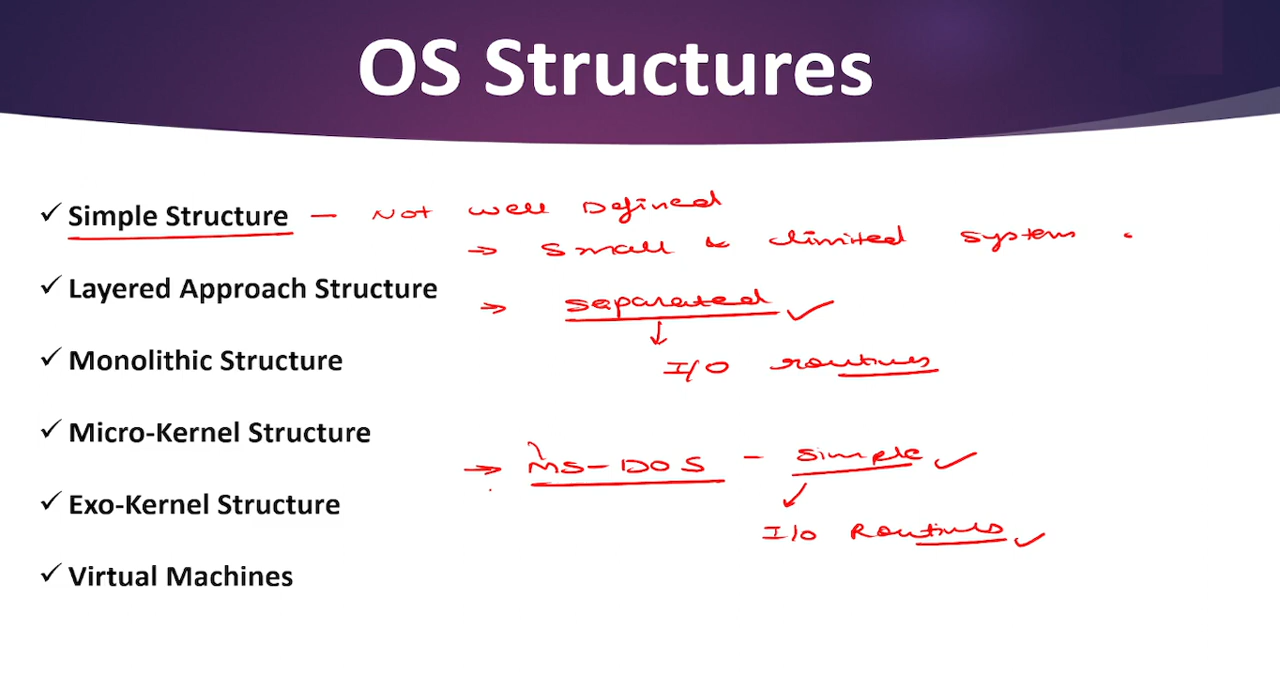 OS Structures
✓ Simple Structure — Not Well Defined
→ Small & Limited System .
✓ Layered Approach Structure
→ Separated ✓
↓
✓ Monolithic Structure
I/O routines
✓ Micro-Kernel Structure
→ MS-DOS - Simple ✓
✓ Exo-Kernel Structure
I/O Routines ✓
✓ Virtual Machines